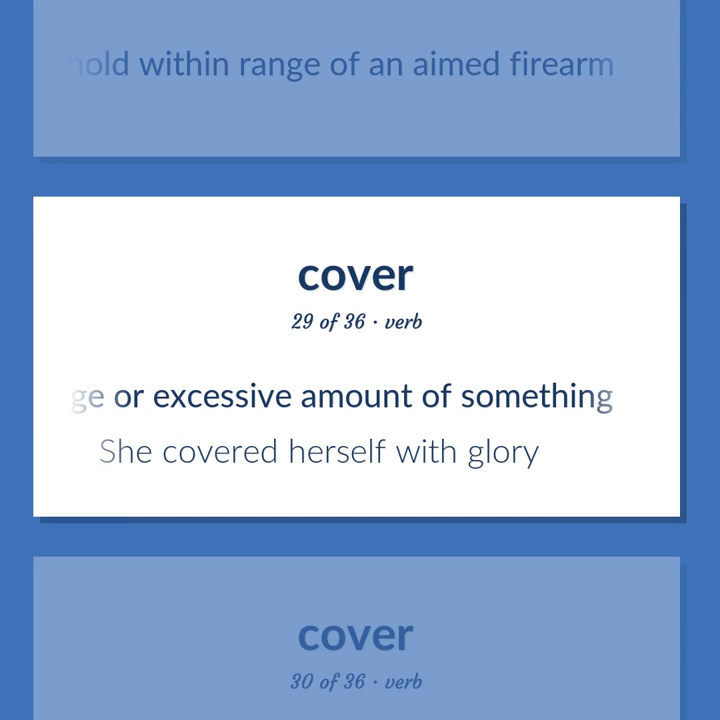 hold within range of an aimed firearm
cover
29 of 36 · verb
ge or excessive amount of something
She covered herself with glory
cover
30 of 36 · verb